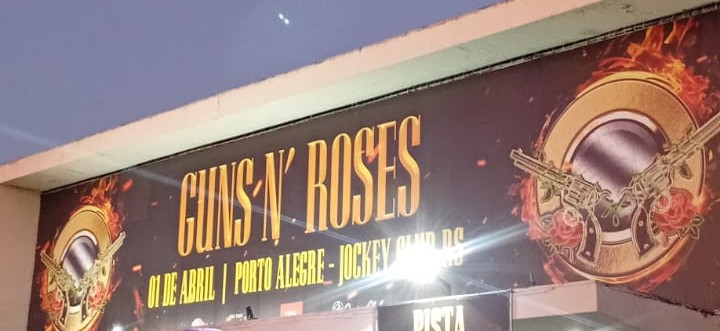 GUNS N' ROSES
01 DE ABRIL | PORTO ALEGRE - JOCKEY CLUB RS
PISTA